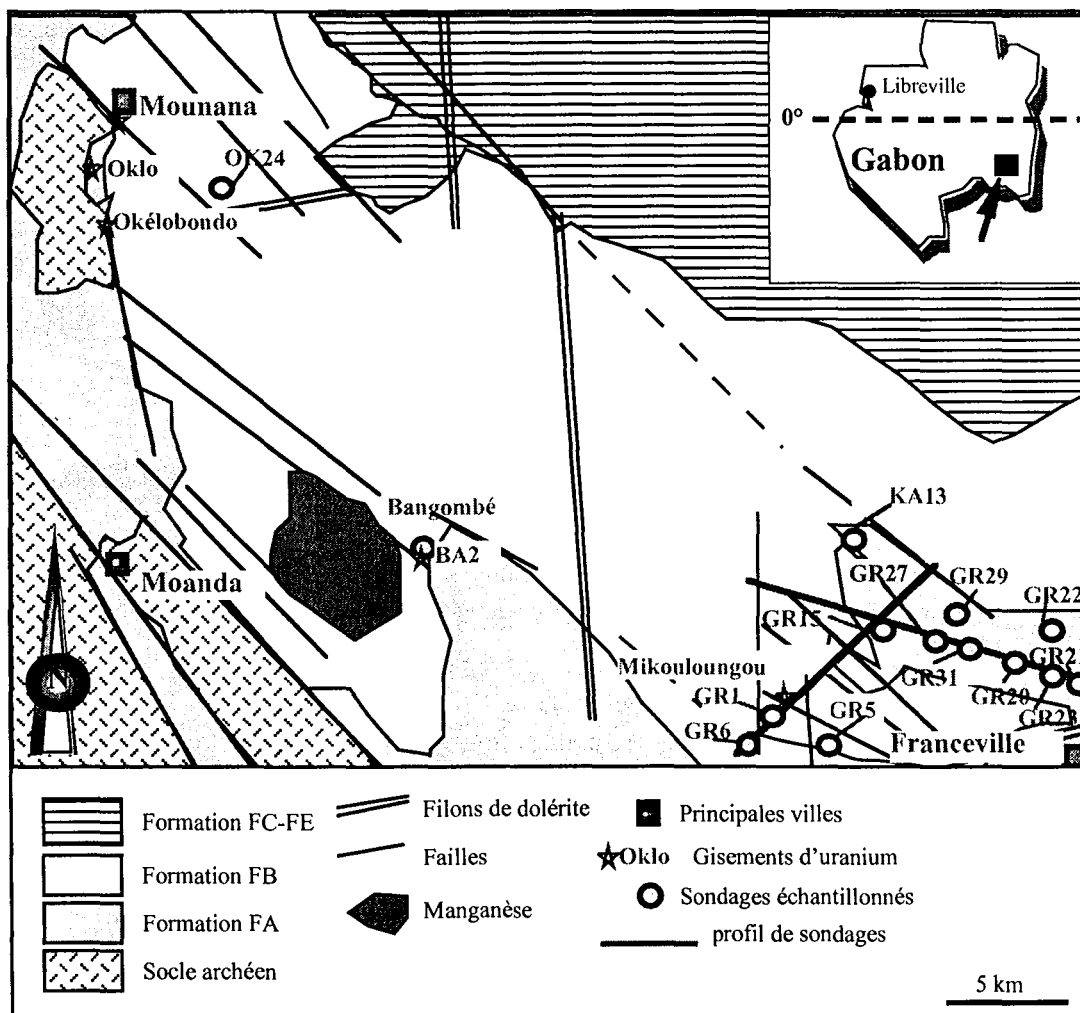 Mounana
OK24
Oklo
Okélobondo
Libreville
0°
Gabon
Bangombé
BA2
Moanda
N
KA13
GR27
GR29
GR22
GR15
Mikouloungou
GR31
GR1
GR20
GR5
GR6
Franceville
Formation FC-FE
Formation FB
Formation FA
Socle archéen
Filons de dolérite
Failles
Manganèse
Principales villes
Oklo Gisements d'uranium
Sondages échantillonnés
profil de sondages
5 km